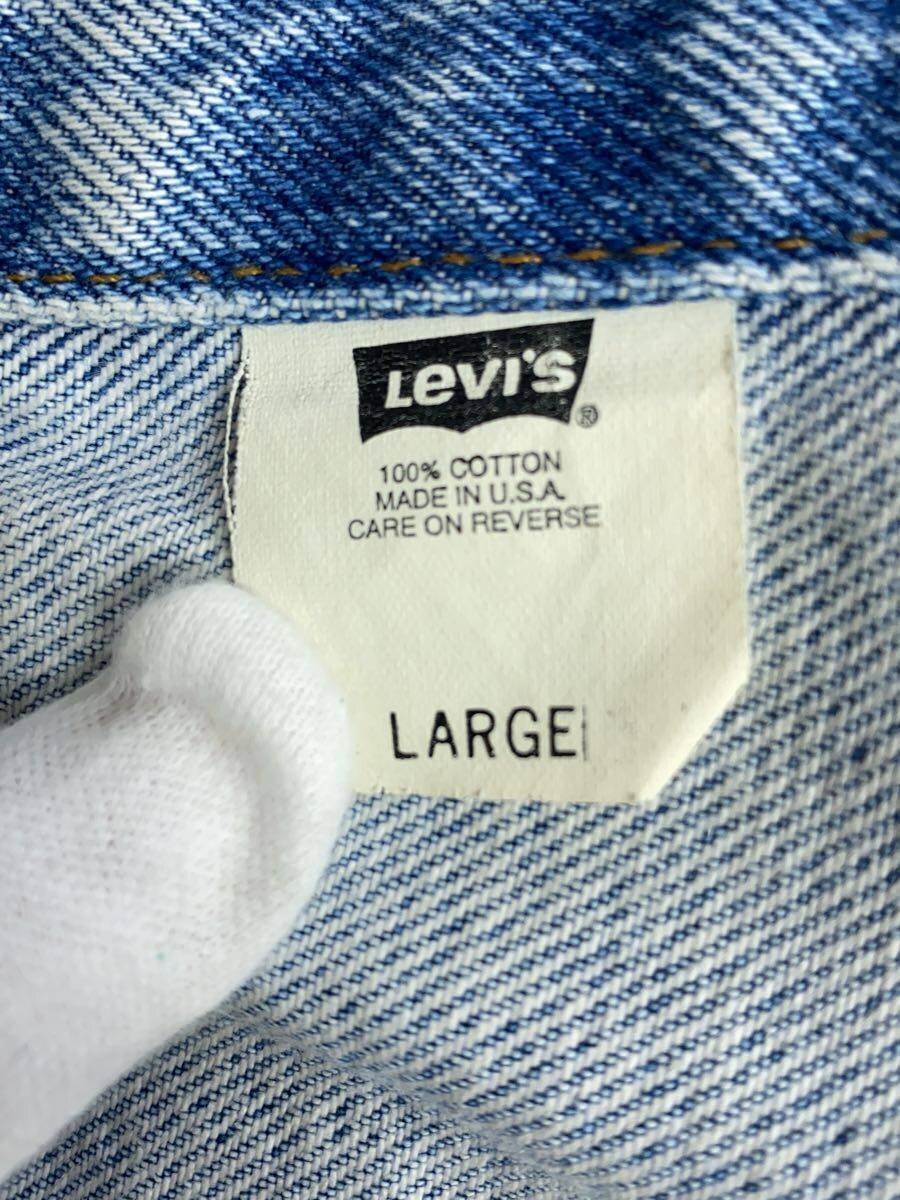 LEVI'S®
100% COTTON
MADE IN U.S.A.
CARE ON REVERSE
LARGE